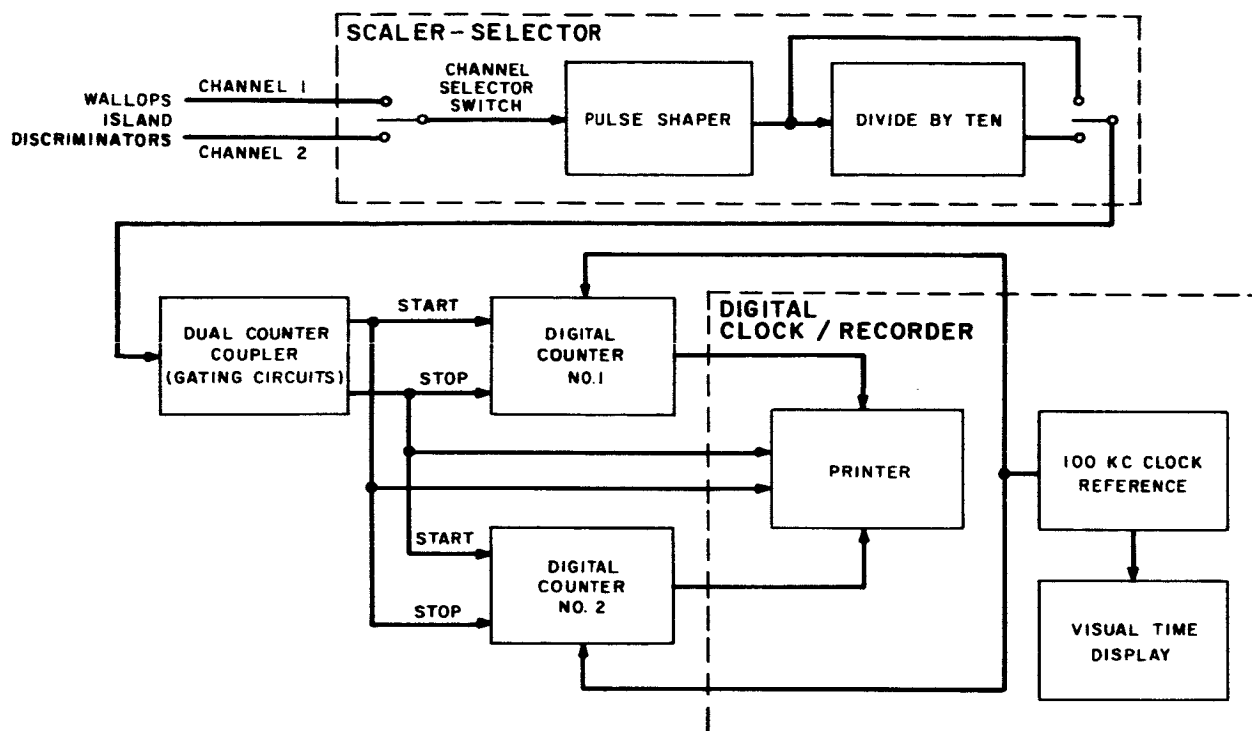 SCALER-SELECTOR
CHANNEL 1
WALLOPS
ISLAND
DISCRIMINATORS
CHANNEL 2
CHANNEL
SELECTOR
SWITCH
PULSE SHAPER
DIVIDE BY TEN
DUAL COUNTER
COUPLER
(GATING CIRCUITS)
START
STOP
DIGITAL
COUNTER
NO.1
DIGITAL
CLOCK / RECORDER
PRINTER
100 KC CLOCK
REFERENCE
START
STOP
DIGITAL
COUNTER
NO. 2
VISUAL TIME
DISPLAY